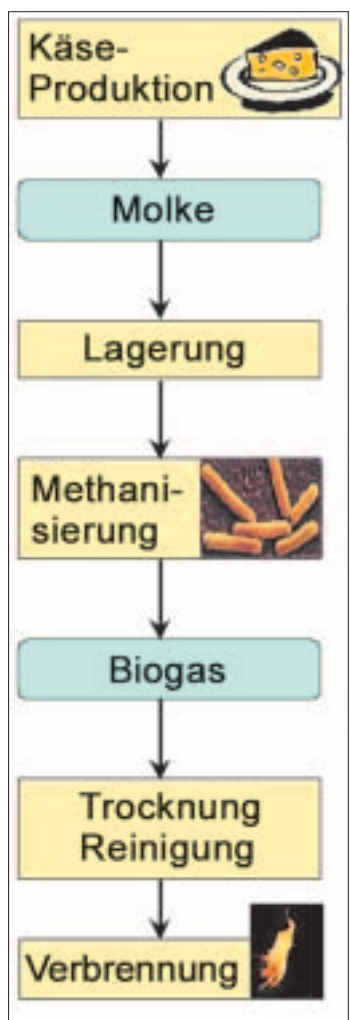 Käse-
Produktion
Molke
Lagerung
Methani-
sierung
Biogas
Trocknung
Reinigung
Verbrennung